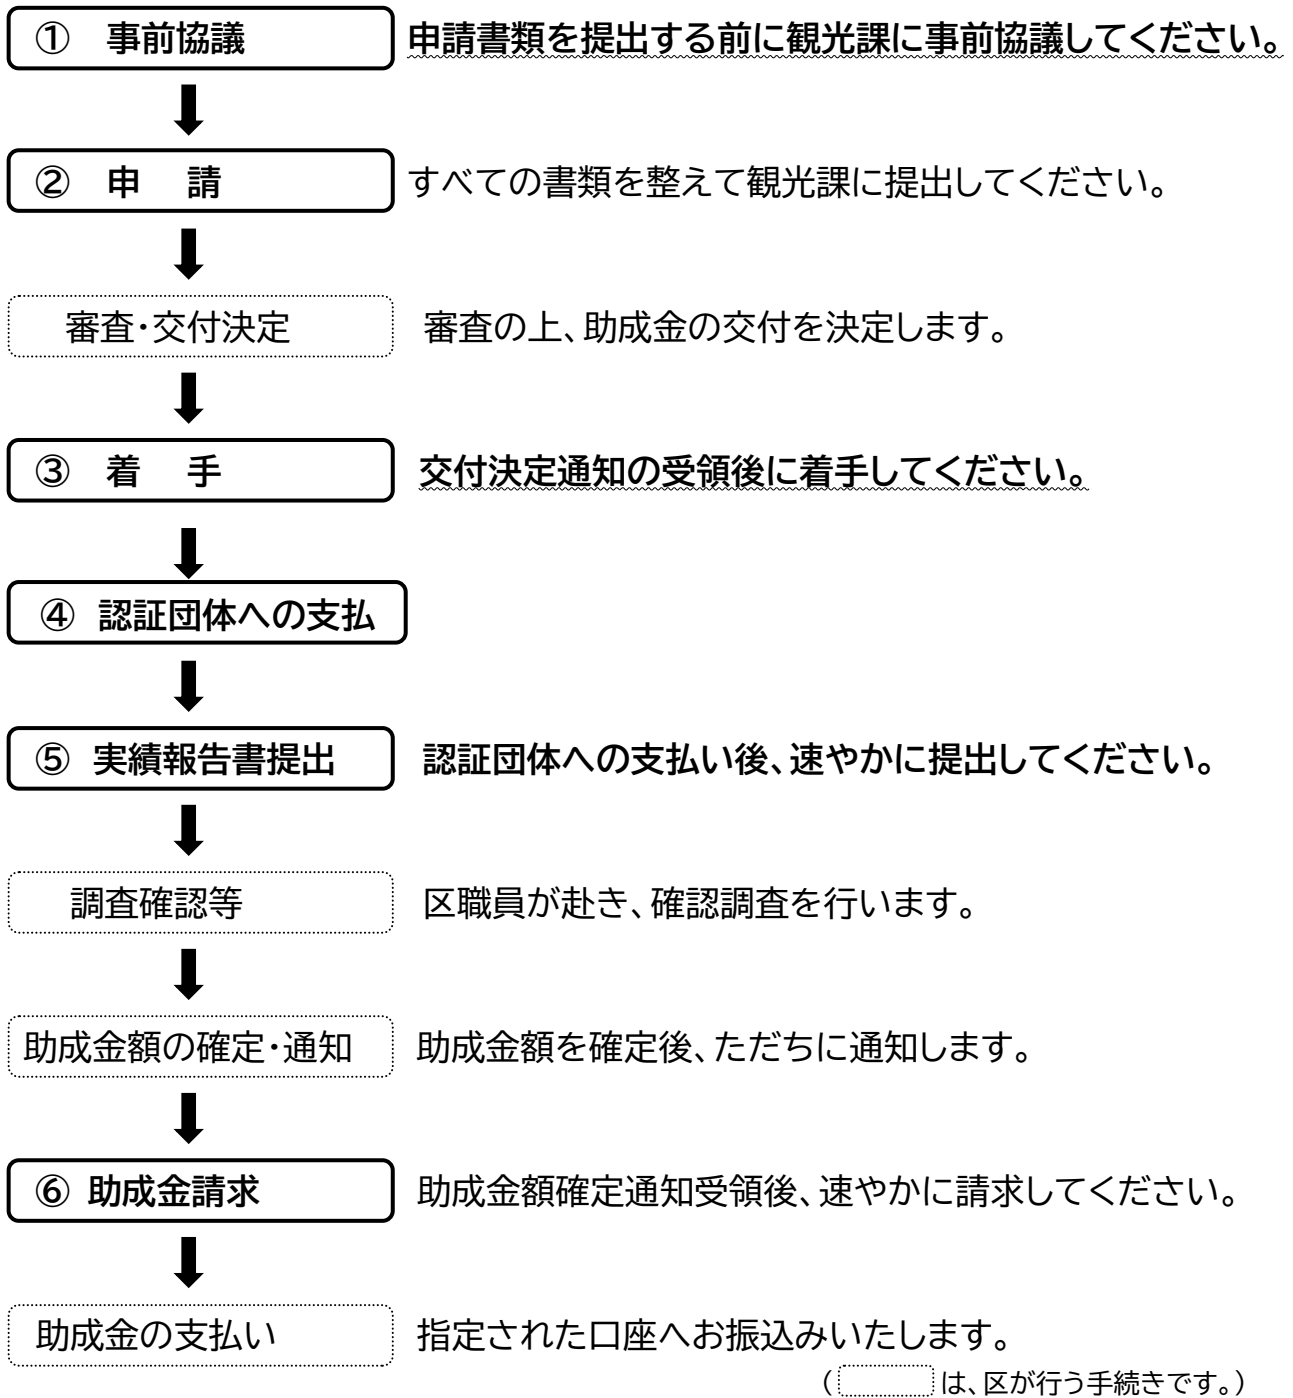 ① 事前協議 申請書類を提出する前に観光課に事前協議してください。
② 申 請 すべての書類を整えて観光課に提出してください。
審査・交付決定 審査の上、助成金の交付を決定します。
③ 着 手 交付決定通知の受領後に着手してください。
④ 認証団体への支払
⑤ 実績報告書提出 認証団体への支払い後、速やかに提出してください。
調査確認等 区職員が赴き、確認調査を行います。
助成金額の確定・通知 助成金額を確定後、ただちに通知します。
⑥ 助成金請求 助成金額確定通知受領後、速やかに請求してください。
助成金の支払い 指定された口座へお振込みいたします。
( は、区が行う手続きです。)